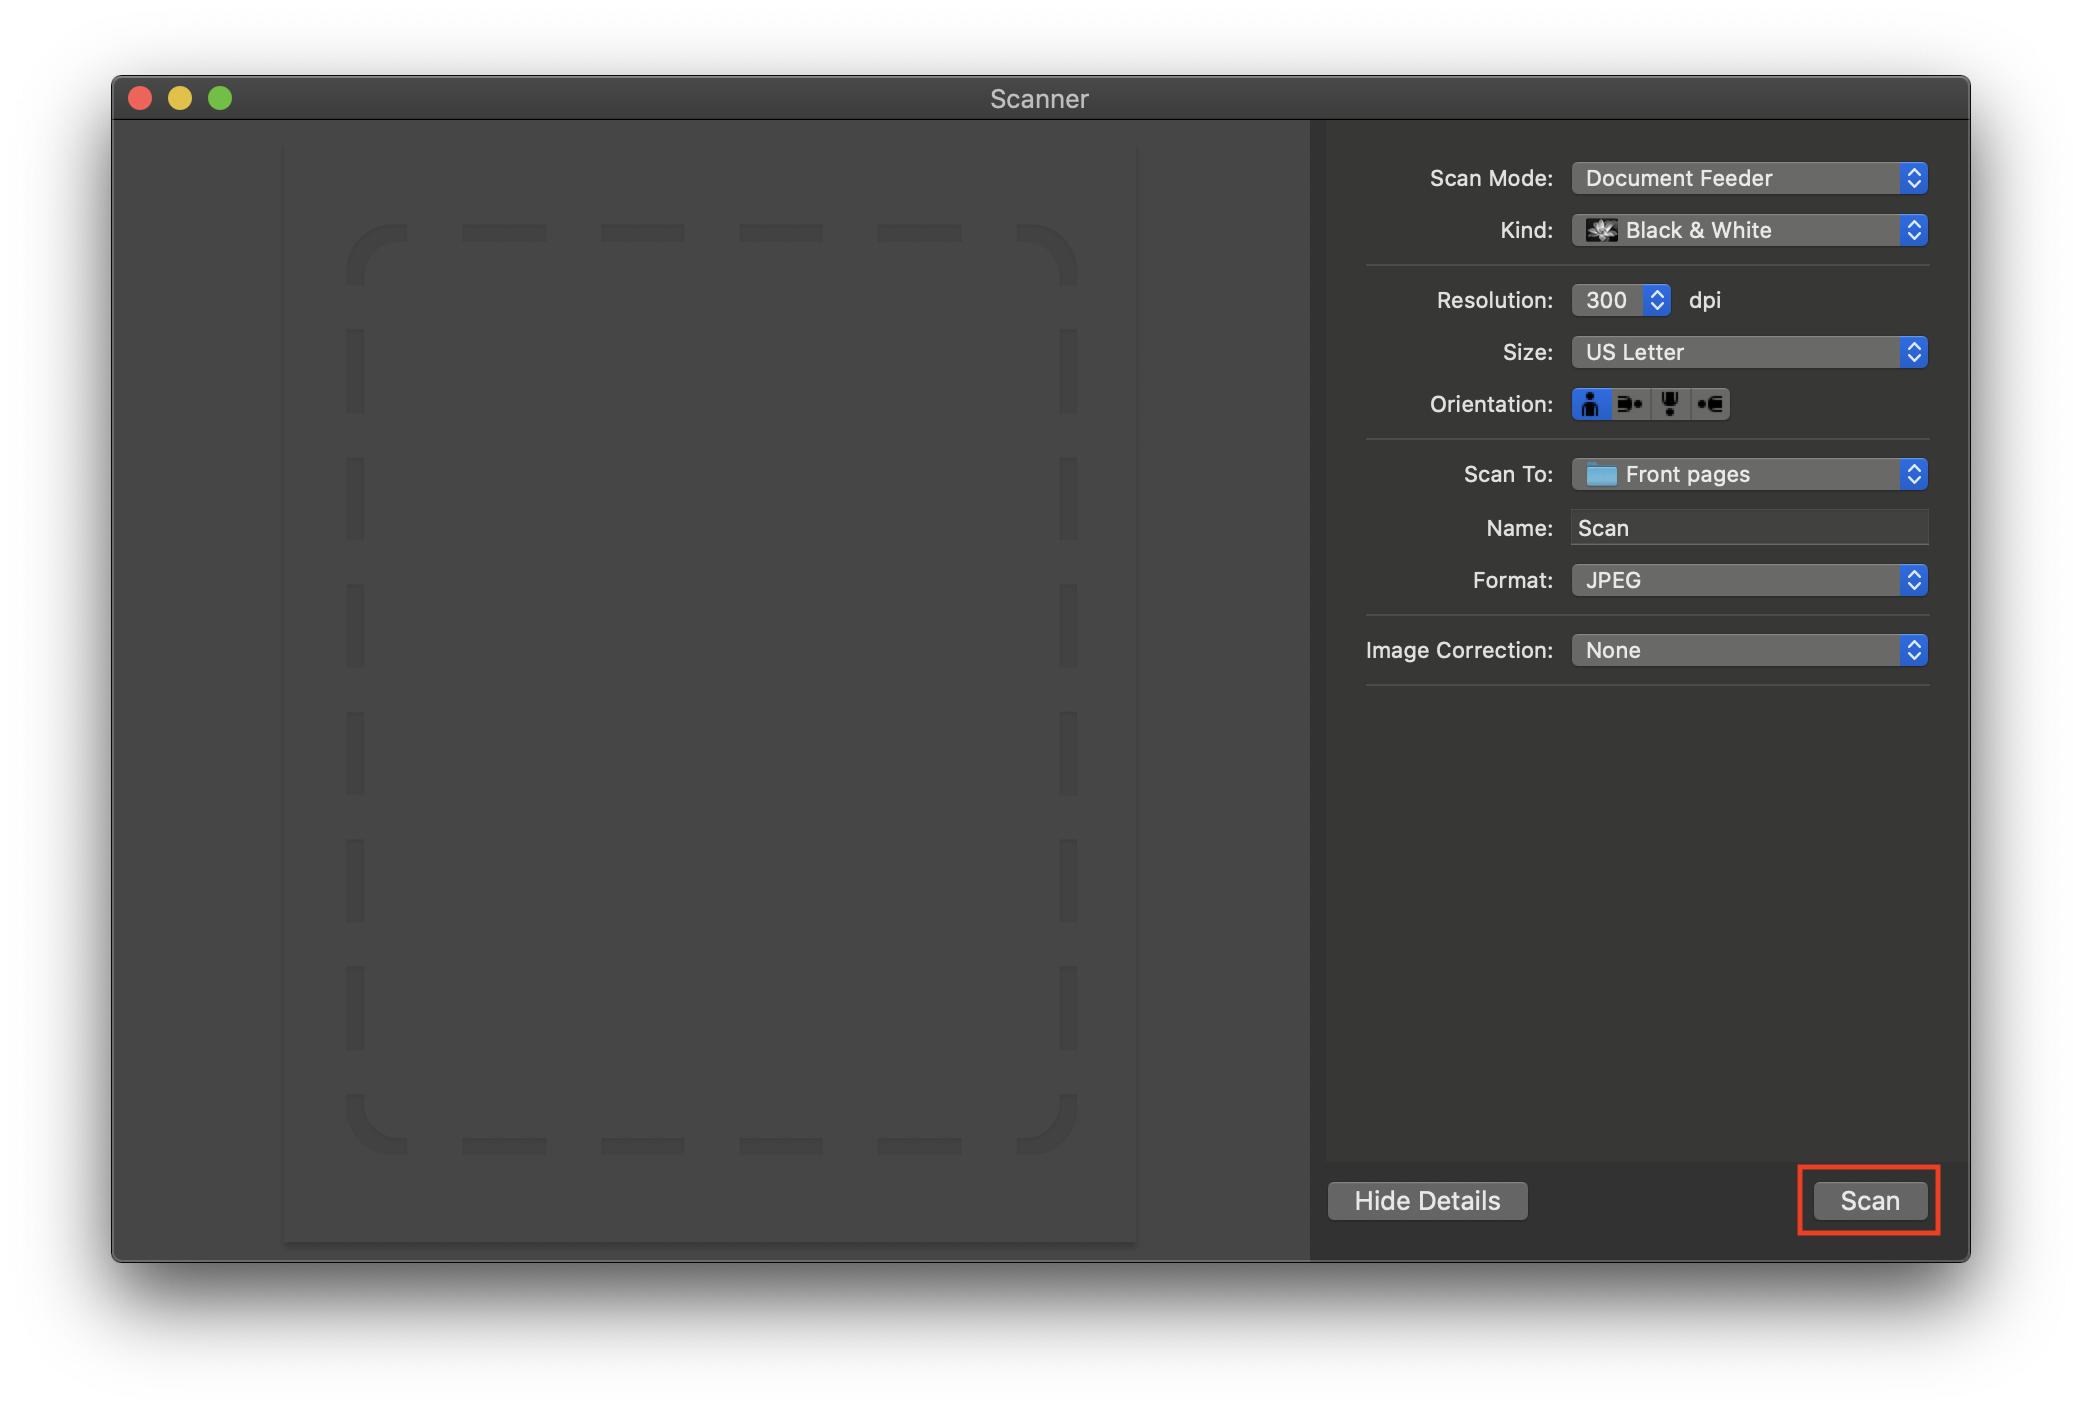 Scanner
Scan Mode: Document Feeder
Kind: Black & White
Resolution: 300 dpi
Size: US Letter
Orientation:
Scan To: Front pages
Name: Scan
Format: JPEG
Image Correction: None
Hide Details Scan